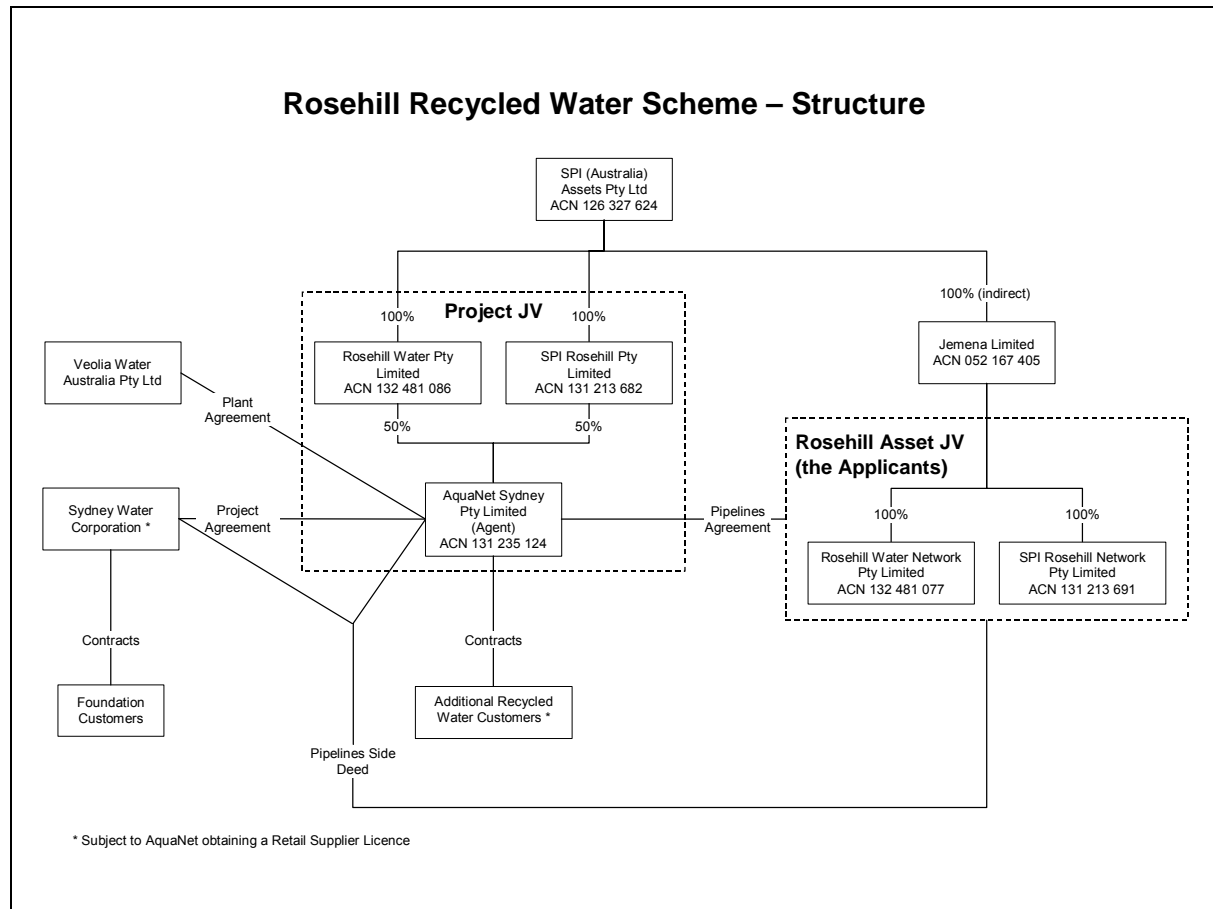 Rosehill Recycled Water Scheme – Structure
SPI (Australia)
Assets Pty Ltd
ACN 126 327 624
100% (indirect)
Project JV
100%
100%
Jemena Limited
ACN 052 167 405
Veolia Water
Australia Pty Ltd
Rosehill Water Pty
Limited
ACN 132 481 086
SPI Rosehill Pty
Limited
ACN 131 213 682
Plant
Agreement
50%
50%
Rosehill Asset JV
(the Applicants)
Sydney Water
Corporation *
Project
Agreement
AquaNet Sydney
Pty Limited
(Agent)
ACN 131 235 124
Pipelines
Agreement
100%
100%
Rosehill Water Network
Pty Limited
ACN 132 481 077
SPI Rosehill Network
Pty Limited
ACN 131 213 691
Contracts
Contracts
Foundation
Customers
Additional Recycled
Water Customers *
Pipelines Side
Deed
* Subject to AquaNet obtaining a Retail Supplier Licence